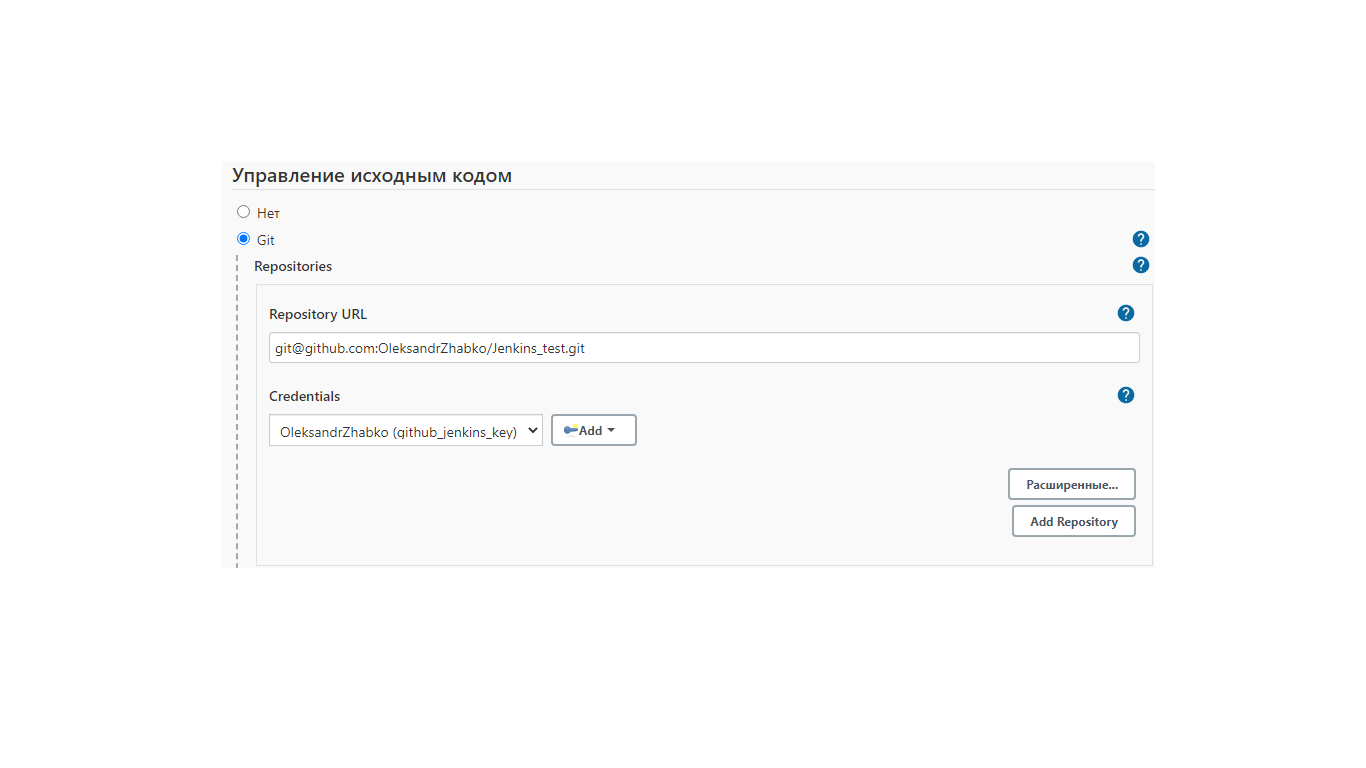 Управление исходным кодом
Нет
Git
?
Repositories
?
Repository URL
?
git@github.com:OleksandrZhabko/Jenkins_test.git
Credentials
?
OleksandrZhabko (github_jenkins_key)
Add
Расширенные...
Add Repository